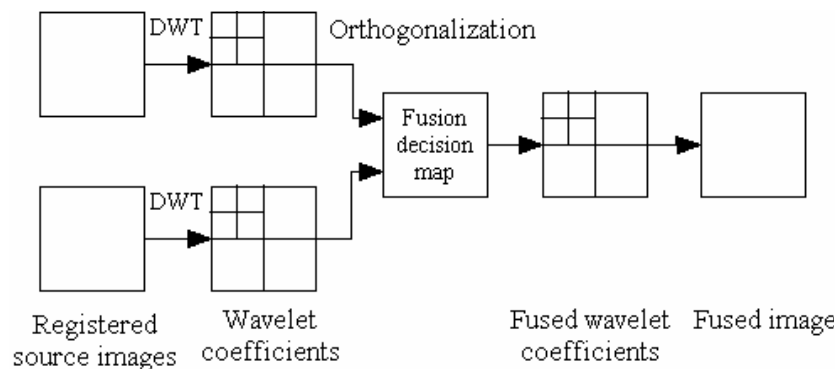 DWT
Orthogonalization
Fusion
decision
map
DWT
Registered
source images
Wavelet
coefficients
Fused wavelet
coefficients
Fused image